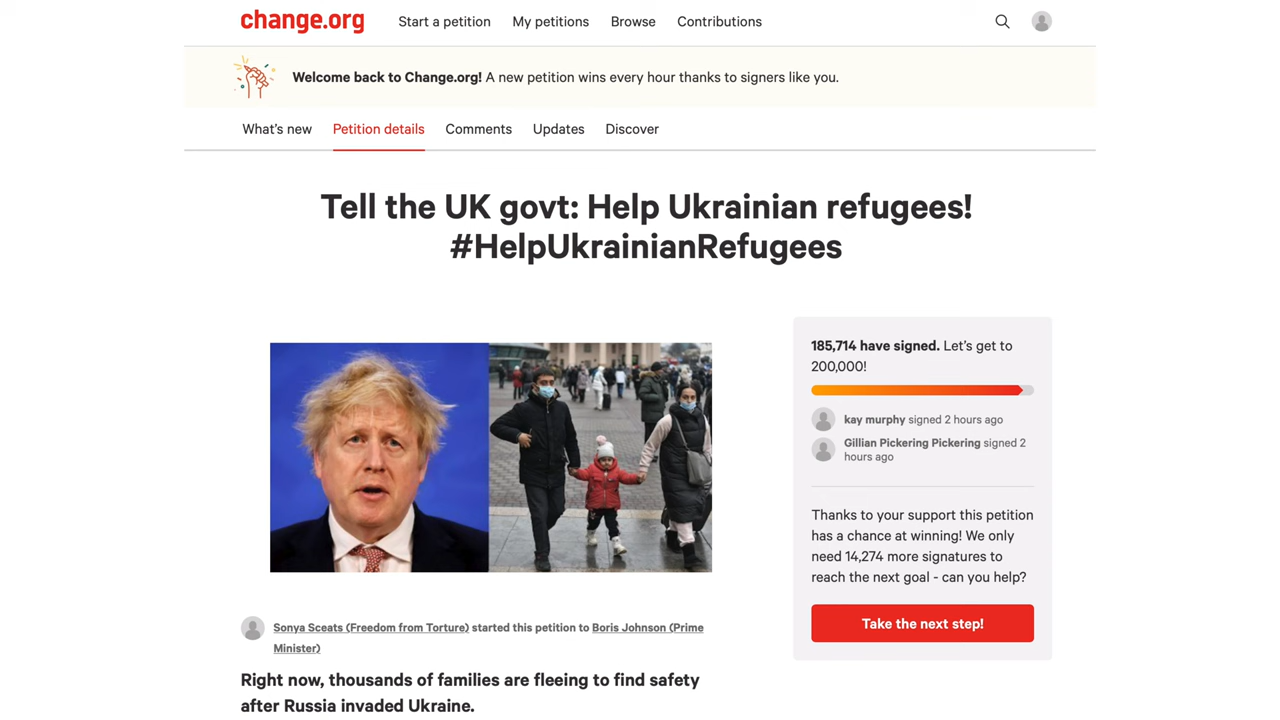 change.org
Start a petition
My petitions
Browse
Contributions
Welcome back to Change.org! A new petition wins every hour thanks to signers like you.
What's new
Petition details
Comments
Updates
Discover
Tell the UK govt: Help Ukrainian refugees!
#HelpUkrainianRefugees
185,714 have signed. Let's get to
200,000!
kay murphy signed 2 hours ago
Gillian Pickering Pickering signed 2
hours ago
Thanks to your support this petition
has a chance at winning! We only
need 14,274 more signatures to
reach the next goal - can you help?
Take the next step!
Sonya Sceats (Freedom from Torture) started this petition to Boris Johnson (Prime
Minister)
Right now, thousands of families are fleeing to find safety
after Russia invaded Ukraine.